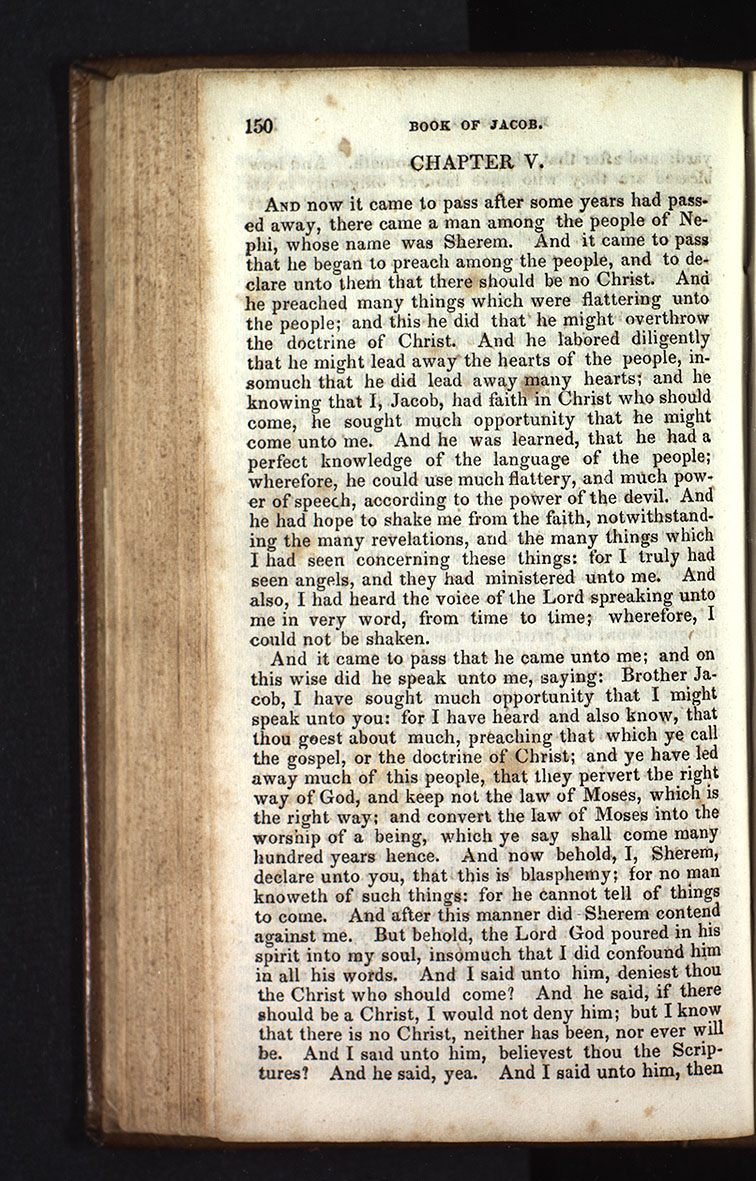 150 BOOK OF JACOB.
CHAPTER V.
AND now it came to pass after some years had pass-
ed away, there came a man among the people of Ne-
phi, whose name was Sherem. And it came to pass
that he began to preach among the people, and to de-
clare unto them that there should be no Christ. And
he preached many things which were flattering unto
the people; and this he did that he might overthrow
the doctrine of Christ. And he labored diligently
that he might lead away the hearts of the people, in-
somuch that he did lead away many hearts; and he
knowing that I, Jacob, had faith in Christ who should
come, he sought much opportunity that he might
come unto me. And he was learned, that he had a
perfect knowledge of the language of the people;
wherefore, he could use much flattery, and much pow-
er of speech, according to the power of the devil. And
he had hope to shake me from the faith, notwithstand-
ing the many revelations, and the many things which
I had seen concerning these things: for I truly had
seen angels, and they had ministered unto me. And
also, I had heard the voice of the Lord spreaking unto
me in very word, from time to time; wherefore, I
could not be shaken.
And it came to pass that he came unto me; and on
this wise did he speak unto me, saying: Brother Ja-
cob, I have sought much opportunity that I might
speak unto you: for I have heard and also know, that
thou goest about much, preaching that which ye call
the gospel, or the doctrine of Christ; and ye have led
away much of this people, that they pervert the right
way of God, and keep not the law of Moses, which is
the right way; and convert the law of Moses into the
worship of a being, which ye say shall come many
hundred years hence. And now behold, I, Sherem,
declare unto you, that this is blasphemy; for no man
knoweth of such things: for he cannot tell of things
to come. And after this manner did Sherem contend
against me. But behold, the Lord God poured in his
spirit into my soul, insomuch that I did confound him
in all his words. And I said unto him, deniest thou
the Christ who should come? And he said, if there
should be a Christ, I would not deny him; but I know
that there is no Christ, neither has been, nor ever will
be. And I said unto him, believest thou the Scrip-
tures? And he said, yea. And I said unto him, then